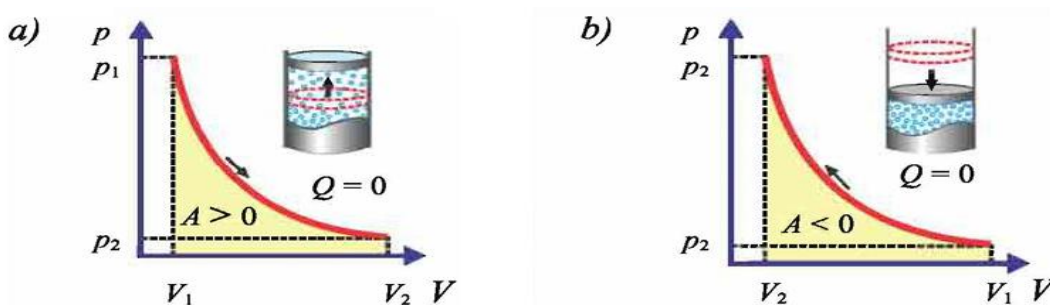 a)
p
p₁
Q = 0
A > 0
p₂
V₁
V₂
V
b)
p
p₂
Q = 0
A < 0
p₂
V₂
V₁
V